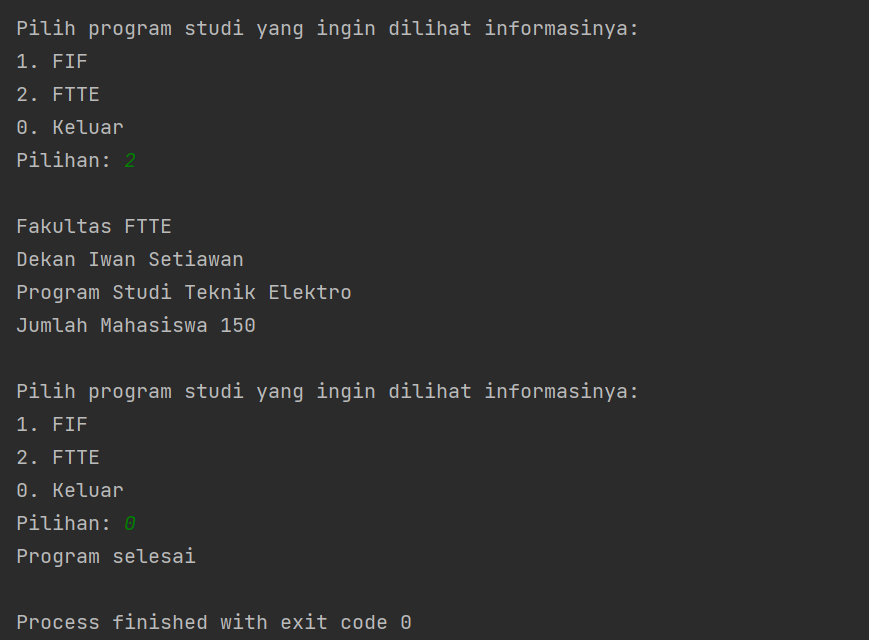 Pilih program studi yang ingin dilihat informasinya:
1. FIF
2. FTTE
0. Keluar
Pilihan: 2
Fakultas FTTE
Dekan Iwan Setiawan
Program Studi Teknik Elektro
Jumlah Mahasiswa 150
Pilih program studi yang ingin dilihat informasinya:
1. FIF
2. FTTE
0. Keluar
Pilihan: 0
Program selesai
Process finished with exit code 0